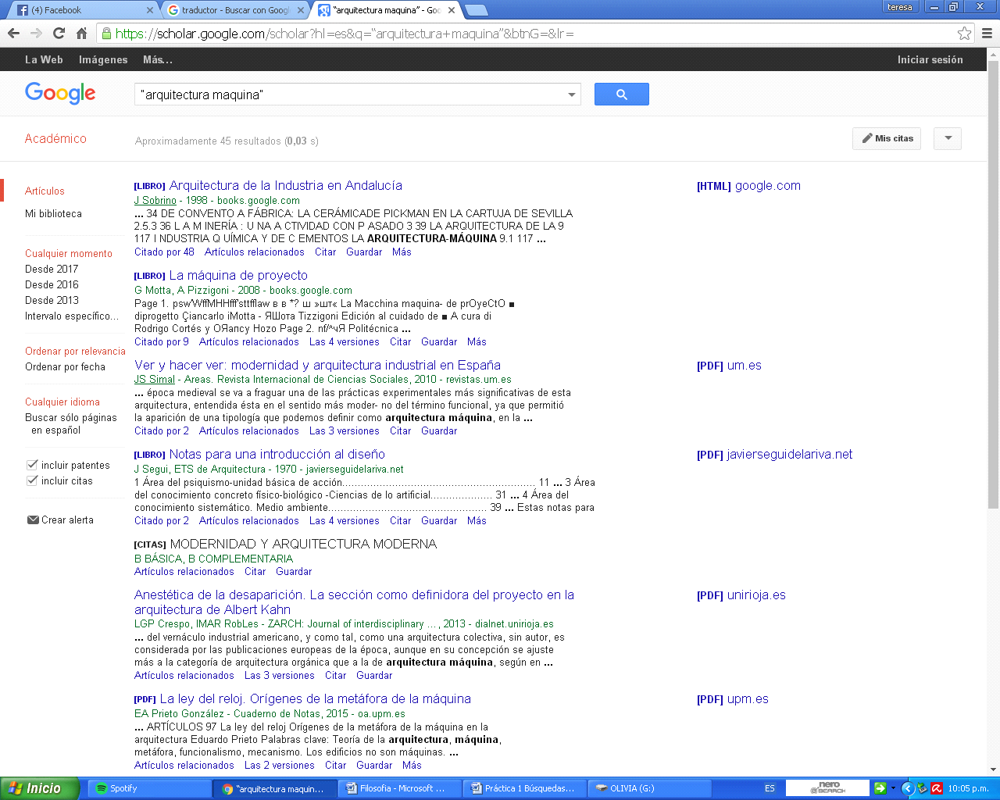 (4) Facebook
traductor - Buscar con Google
"arquitectura maquina" - Goo
teresa
https://scholar.google.com/scholar?hl=es&q="arquitectura+maquina"&btnG=&lr=
La Web Imágenes Más...
Iniciar sesión
Google
"arquitectura maquina"
Académico
Aproximadamente 45 resultados (0,03 s)
Mis citas
Artículos
Mi biblioteca
Cualquier momento
Desde 2017
Desde 2016
Desde 2013
Intervalo específico...
Ordenar por relevancia
Ordenar por fecha
Cualquier idioma
Buscar sólo páginas
en español
incluir patentes
incluir citas
Crear alerta
[LIBRO] Arquitectura de la Industria en Andalucía
[HTML] google.com
J Sobrino - 1998 - books.google.com
... 34 DE CONVENTO A FÁBRICA: LA CERÁMICADE PICKMAN EN LA CARTUJA DE SEVILLA
2.5.3 36 L A M INERÍA : U NA A CTIVIDAD CON P ASADO 3 39 LA ARQUITECTURA DE LA 9
117 I NDUSTRIA Q UÍMICA Y DE C EMENTOS LA ARQUITECTURA-MÁQUINA 9.1 117 ...
Citado por 48 Artículos relacionados Citar Guardar Más
[LIBRO] La máquina de proyecto
G Motta, A Pizzigoni - 2008 - books.google.com
Page 1. psw'WffMHHfff'sttfflaw в в *? ш »шт« La Macchina maquina- de prOyeCtO ■
diprogetto Çiancarlo iMotta - ЯШота Tizzigoni Edición al cuidado de ■ A cura di
Rodrigo Cortés y ОЯапсу Hozo Page 2. nf/^чЯ Politécnica ...
Citado por 9 Artículos relacionados Las 4 versiones Citar Guardar Más
Ver y hacer ver: modernidad y arquitectura industrial en España
[PDF] um.es
JS Simal - Areas. Revista Internacional de Ciencias Sociales, 2010 - revistas.um.es
... época medieval se va a fraguar una de las prácticas experimentales más significativas de esta
arquitectura, entendida ésta en el sentido más moder- no del término funcional, ya que permitió
la aparición de una tipología que podemos definir como arquitectura máquina, en la ...
Citado por 2 Artículos relacionados Las 3 versiones Citar Guardar
[LIBRO] Notas para una introducción al diseño
[PDF] javierseguidelariva.net
J Segui, ETS de Arquitectura - 1970 - javierseguidelariva.net
1 Área del psiquismo-unidad básica de acción.............................................................. 11 ... 3 Área
del conocimiento concreto físico-biológico -Ciencias de lo artificial.................... 31 ... 4 Área del
conocimiento sistemático. Medio ambiente................................................... 39 ... Estas notas para
Citado por 2 Artículos relacionados Las 4 versiones Citar Guardar Más
[CITAS] MODERNIDAD Y ARQUITECTURA MODERNA
B BÁSICA, B COMPLEMENTARIA
Artículos relacionados Citar Guardar
Anestética de la desaparición. La sección como definidora del proyecto en la
arquitectura de Albert Kahn
[PDF] unirioja.es
LGP Crespo, IMAR RobLes - ZARCH: Journal of interdisciplinary ..., 2013 - dialnet.unirioja.es
... del vernáculo industrial americano, y como tal, como una arquitectura colectiva, sin autor, es
considerada por las publicaciones europeas de la época, aunque en su concepción se ajuste
más a la categoría de arquitectura orgánica que a la de arquitectura máquina, según en ...
Artículos relacionados Las 3 versiones Citar Guardar
[PDF] La ley del reloj. Orígenes de la metáfora de la máquina
[PDF] upm.es
EA Prieto González - Cuaderno de Notas, 2015 - oa.upm.es
... ARTÍCULOS 97 La ley del reloj Orígenes de la metáfora de la máquina en la
arquitectura Eduardo Prieto Palabras clave: Teoría de la arquitectura, máquina,
metáfora, funcionalismo, mecanismo. Los edificios no son máquinas. ...
Artículos relacionados Las 2 versiones Citar Guardar Más
Inicio
Spotify
"arquitectura maquin...
Filosofia - Microsoft ...
Práctica 1 Búsquedas...
OLIVIA (G:)
ES
nero
SEARCH
10:05 p.m.